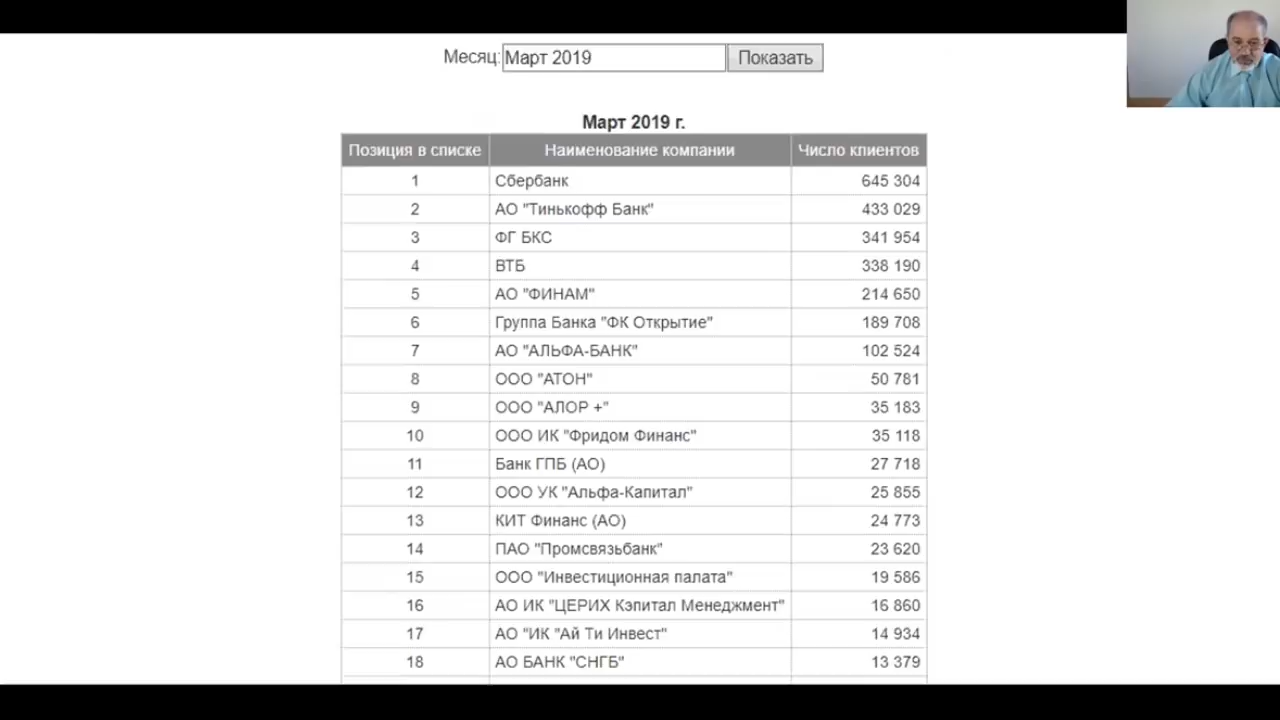 Месяц: Март 2019 Показать
Март 2019 г.
Позиция в списке Наименование компании Число клиентов
1 Сбербанк 645 304
2 АО "Тинькофф Банк" 433 029
3 ФГ БКС 341 954
4 ВТБ 338 190
5 АО "ФИНАМ" 214 650
6 Группа Банка "ФК Открытие" 189 708
7 АО "АЛЬФА-БАНК" 102 524
8 ООО "АТОН" 50 781
9 ООО "АЛОР +" 35 183
10 ООО ИК "Фридом Финанс" 35 118
11 Банк ГПБ (АО) 27 718
12 ООО УК "Альфа-Капитал" 25 855
13 КИТ Финанс (АО) 24 773
14 ПАО "Промсвязьбанк" 23 620
15 ООО "Инвестиционная палата" 19 586
16 АО ИК "ЦЕРИХ Кэпитал Менеджмент" 16 860
17 АО "ИК "Ай Ти Инвест" 14 934
18 АО БАНК "СНГБ" 13 379